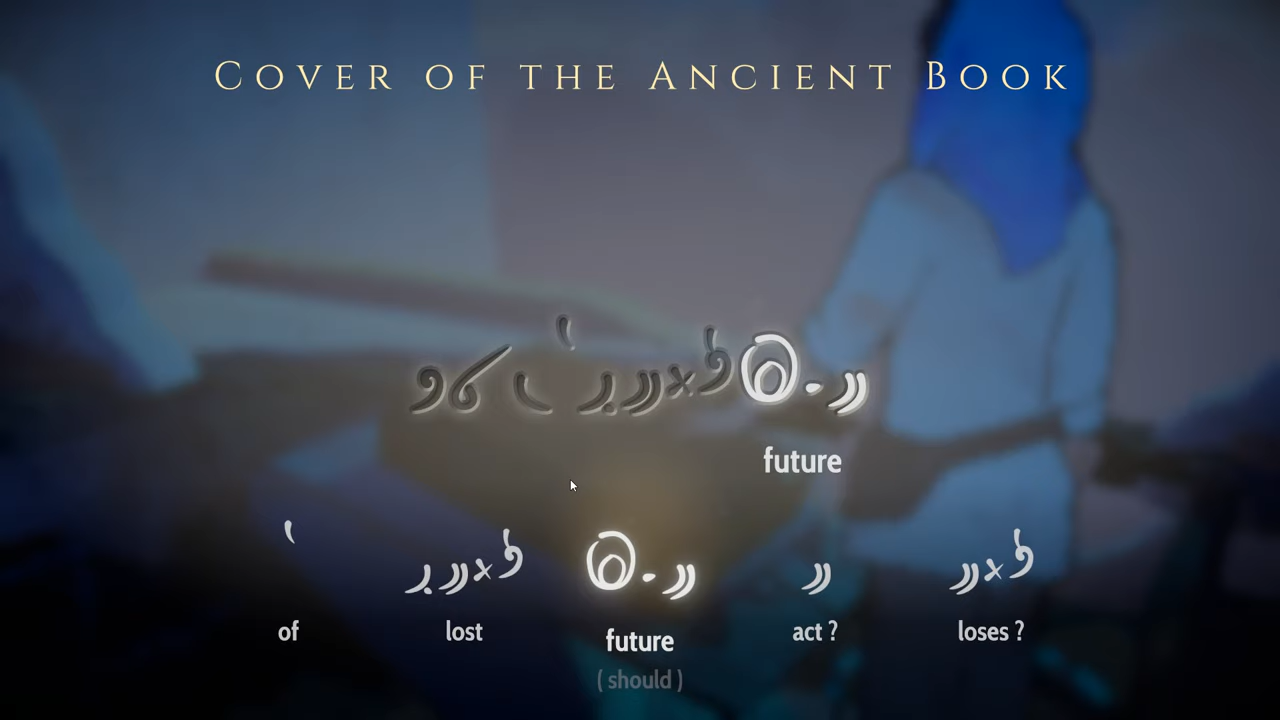 Cover of the Ancient Book
future
of lost future act ? loses ?
( should )